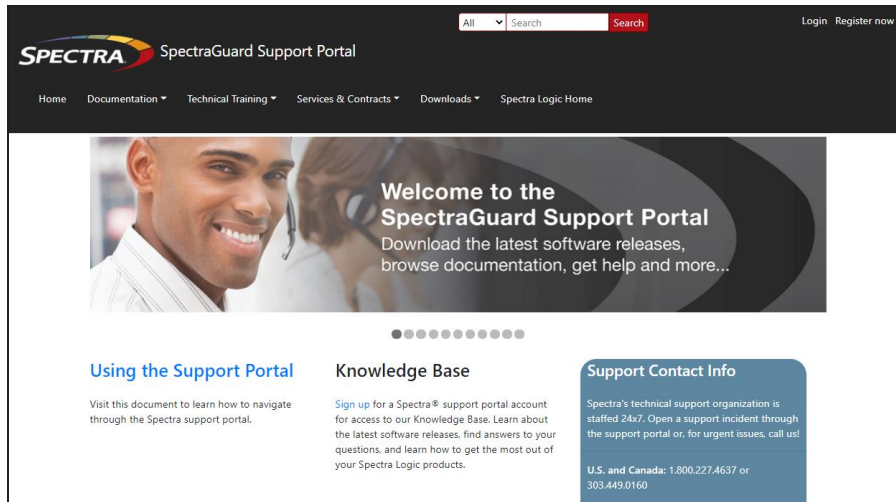 All Search Search Login Register now
SPECTRA SpectraGuard Support Portal
Home Documentation Technical Training Services & Contracts Downloads Spectra Logic Home
Welcome to the
SpectraGuard Support Portal
Download the latest software releases,
browse documentation, get help and more...
Using the Support Portal
Visit this document to learn how to navigate
through the Spectra support portal.
Knowledge Base
Sign up for a Spectra® support portal account
for access to our Knowledge Base. Learn about
the latest software releases, find answers to your
questions, and learn how to get the most out of
your Spectra Logic products.
Support Contact Info
Spectra's technical support organization is
staffed 24x7. Open a support incident through
the support portal or, for urgent issues, call us!
U.S. and Canada: 1.800.227.4637 or
303.449.0160